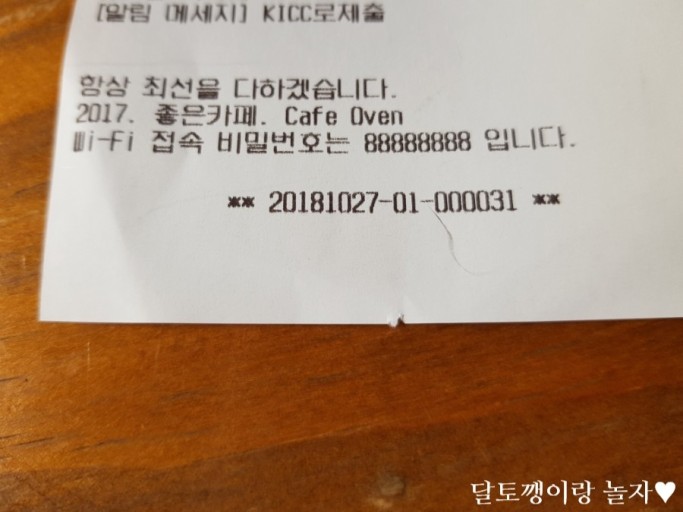 [알림 메세지] KICC로제출
항상 최선을 다하겠습니다.
2017. 좋은카페. Cafe Oven
Wi-Fi 접속 비밀번호는 88888888 입니다.
** 20181027-01-000031 **
달토깽이랑 놀자♥